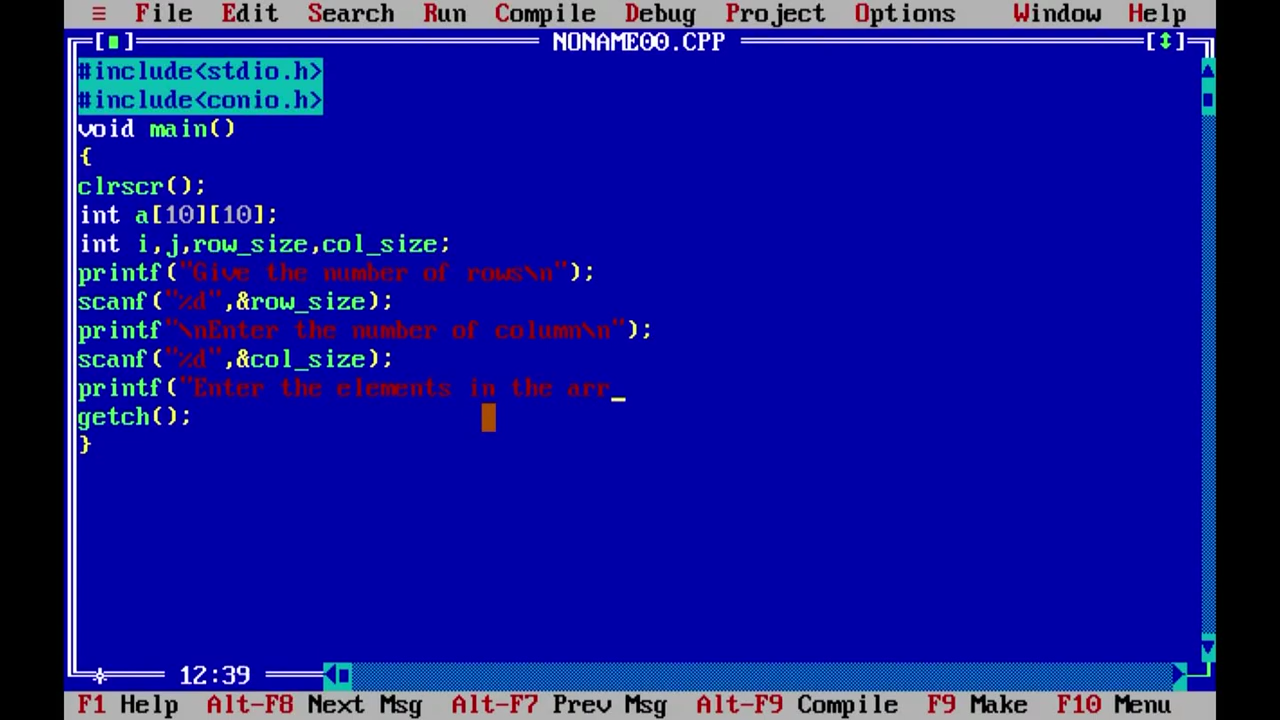 ≡ File Edit Search Run Compile Debug Project Options Window Help
[■] NONAME00.CPP [↕]
#include<stdio.h>
#include<conio.h>
void main()
{
clrscr();
int a[10][10];
int i,j,row_size,col_size;
printf("Give the number of rows\n");
scanf("%d",&row_size);
printf"\nEnter the number of column\n");
scanf("%d",&col_size);
printf("Enter the elements in the arr_
getch();
}
12:39
F1 Help Alt-F8 Next Msg Alt-F7 Prev Msg Alt-F9 Compile F9 Make F10 Menu